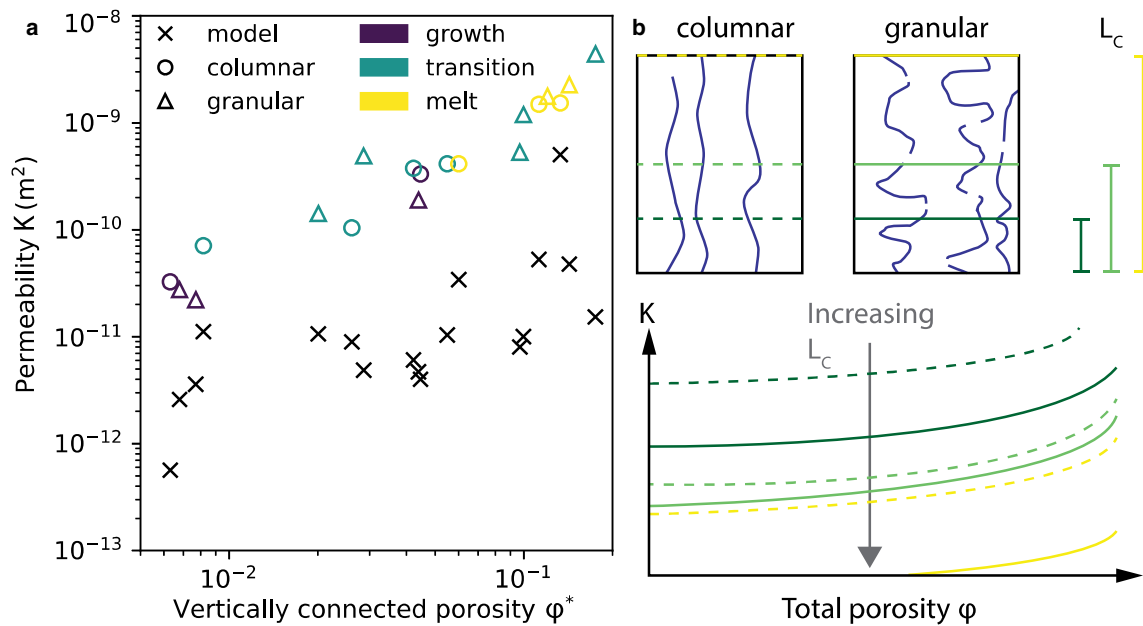 a
10⁻⁸
10⁻⁹
10⁻¹⁰
10⁻¹¹
10⁻¹²
10⁻¹³
Permeability K (m²)
model
columnar
granular
growth
transition
melt
10⁻²
10⁻¹
Vertically connected porosity φ*
b
columnar
granular
L_C
K
Increasing
L_C
Total porosity φ